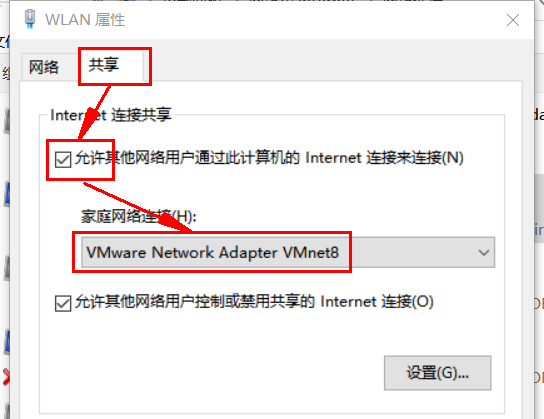 WLAN 属性
网络
共享
Internet 连接共享
允许其他网络用户通过此计算机的 Internet 连接来连接(N)
家庭网络连接(H):
VMware Network Adapter VMnet8
允许其他网络用户控制或禁用共享的 Internet 连接(O)
设置(G)...